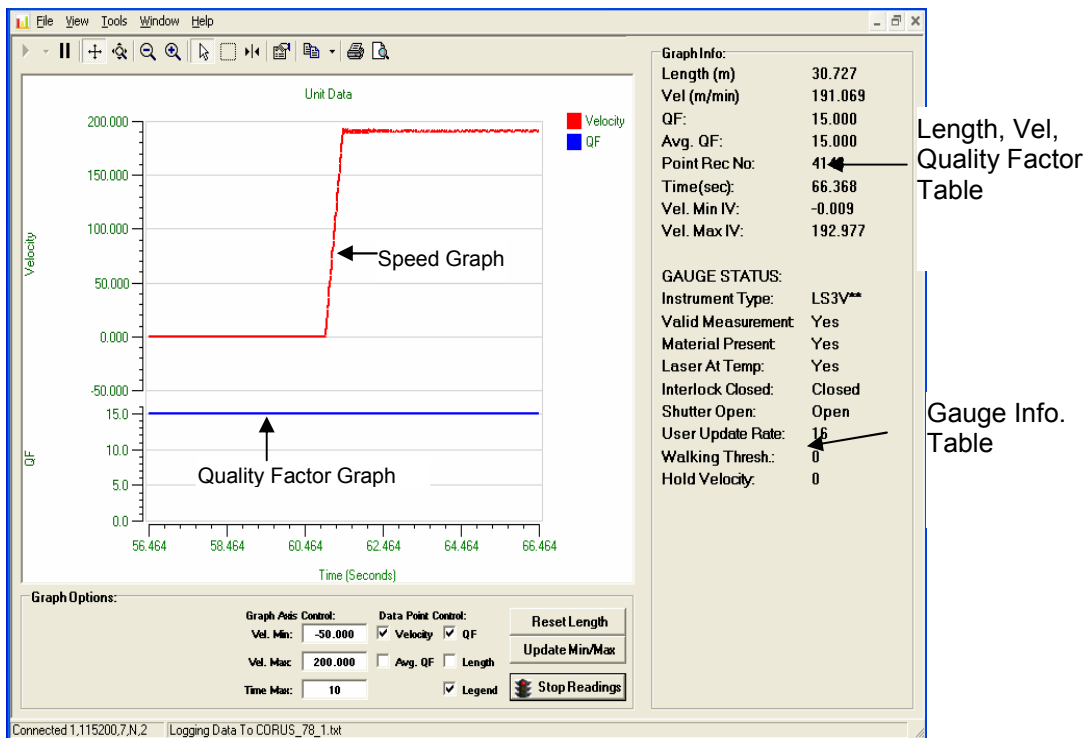 File View Tools Window Help
Unit Data
200.000
150.000
100.000
50.000
0.000
-50.000
Velocity
15.0
10.0
5.0
0.0
QF
Velocity
QF
Speed Graph
Quality Factor Graph
56.464 58.464 60.464 62.464 64.464 66.464
Time (Seconds)
Graph Info:
Length (m) 30.727
Vel (m/min) 191.069
QF: 15.000
Avg. QF: 15.000
Point Rec No:
Time(sec): 66.368
Vel. Min IV: -0.009
Vel. Max IV: 192.977
GAUGE STATUS:
Instrument Type: LS3V**
Valid Measurement Yes
Material Present Yes
Laser At Temp: Yes
Interlock Closed: Closed
Shutter Open: Open
User Update Rate: 16
Walking Thresh.: 0
Hold Velocity: 0
Length, Vel,
Quality Factor
Table
Gauge Info.
Table
Graph Options:
Graph Axis Control: Data Point Control:
Vel. Min: -50.000 Velocity QF
Vel. Max: 200.000 Avg. QF Length
Time Max: 10 Legend
Reset Length
Update Min/Max
Stop Readings
Connected 1,115200,7,N,2 Logging Data To CORUS_78_1.txt